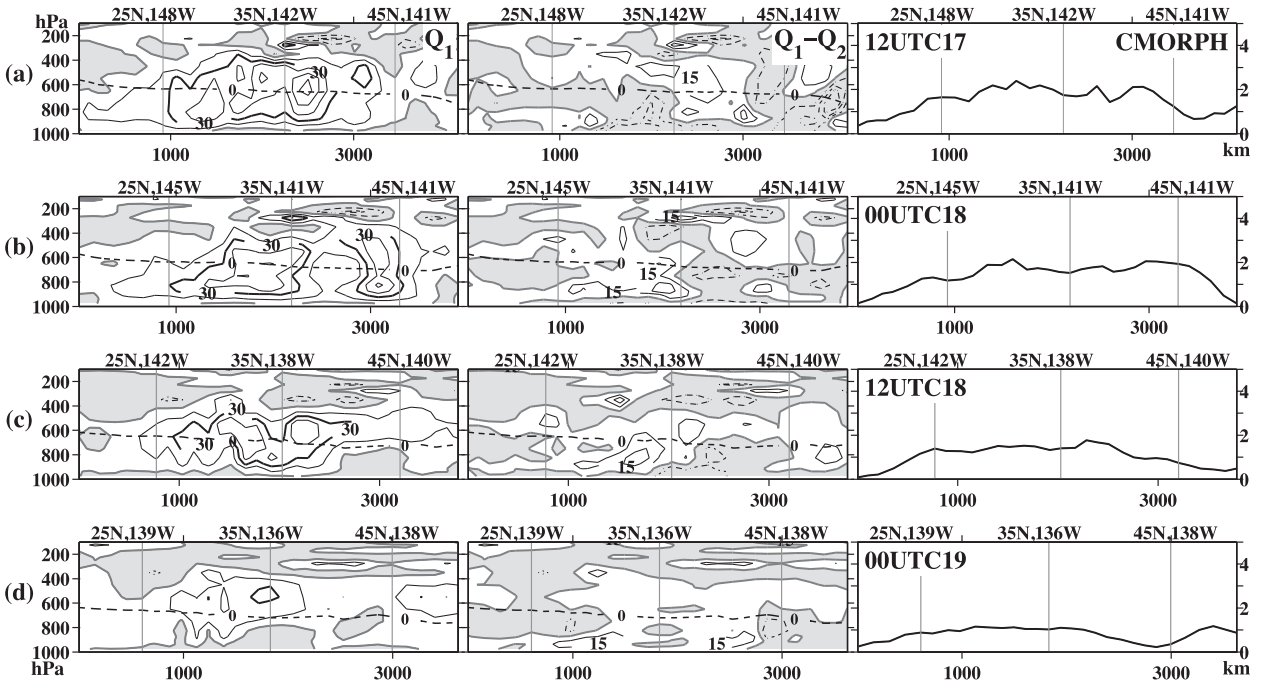 hPa 25N,148W 35N,142W 45N,141W 25N,148W 35N,142W 45N,141W 25N,148W 35N,142W 45N,141W
200 Q1 Q1−Q2 12UTC17 CMORPH 4
400 30 15
(a) 600 0 0 0 0 2
800 30
1000 0
1000 3000 1000 3000 1000 3000 km
25N,145W 35N,141W 45N,141W 25N,145W 35N,141W 45N,141W 25N,145W 35N,141W 45N,141W
200 15 00UTC18 4
400 30 30
(b) 600 0 0 0 15 0 2
800 30 15
1000 0
1000 3000 1000 3000 1000 3000
25N,142W 35N,138W 45N,140W 25N,142W 35N,138W 45N,140W 25N,142W 35N,138W 45N,140W
200 12UTC18 4
400 30
(c) 600 30 0 30 0 0 0 2
800 15
1000 0
1000 3000 1000 3000 1000 3000
25N,139W 35N,136W 45N,138W 25N,139W 35N,136W 45N,138W 25N,139W 35N,136W 45N,138W
200 00UTC19 4
400
(d) 600 0 0 0 0 2
800 15 15
1000 0
hPa 1000 3000 1000 3000 1000 3000 km